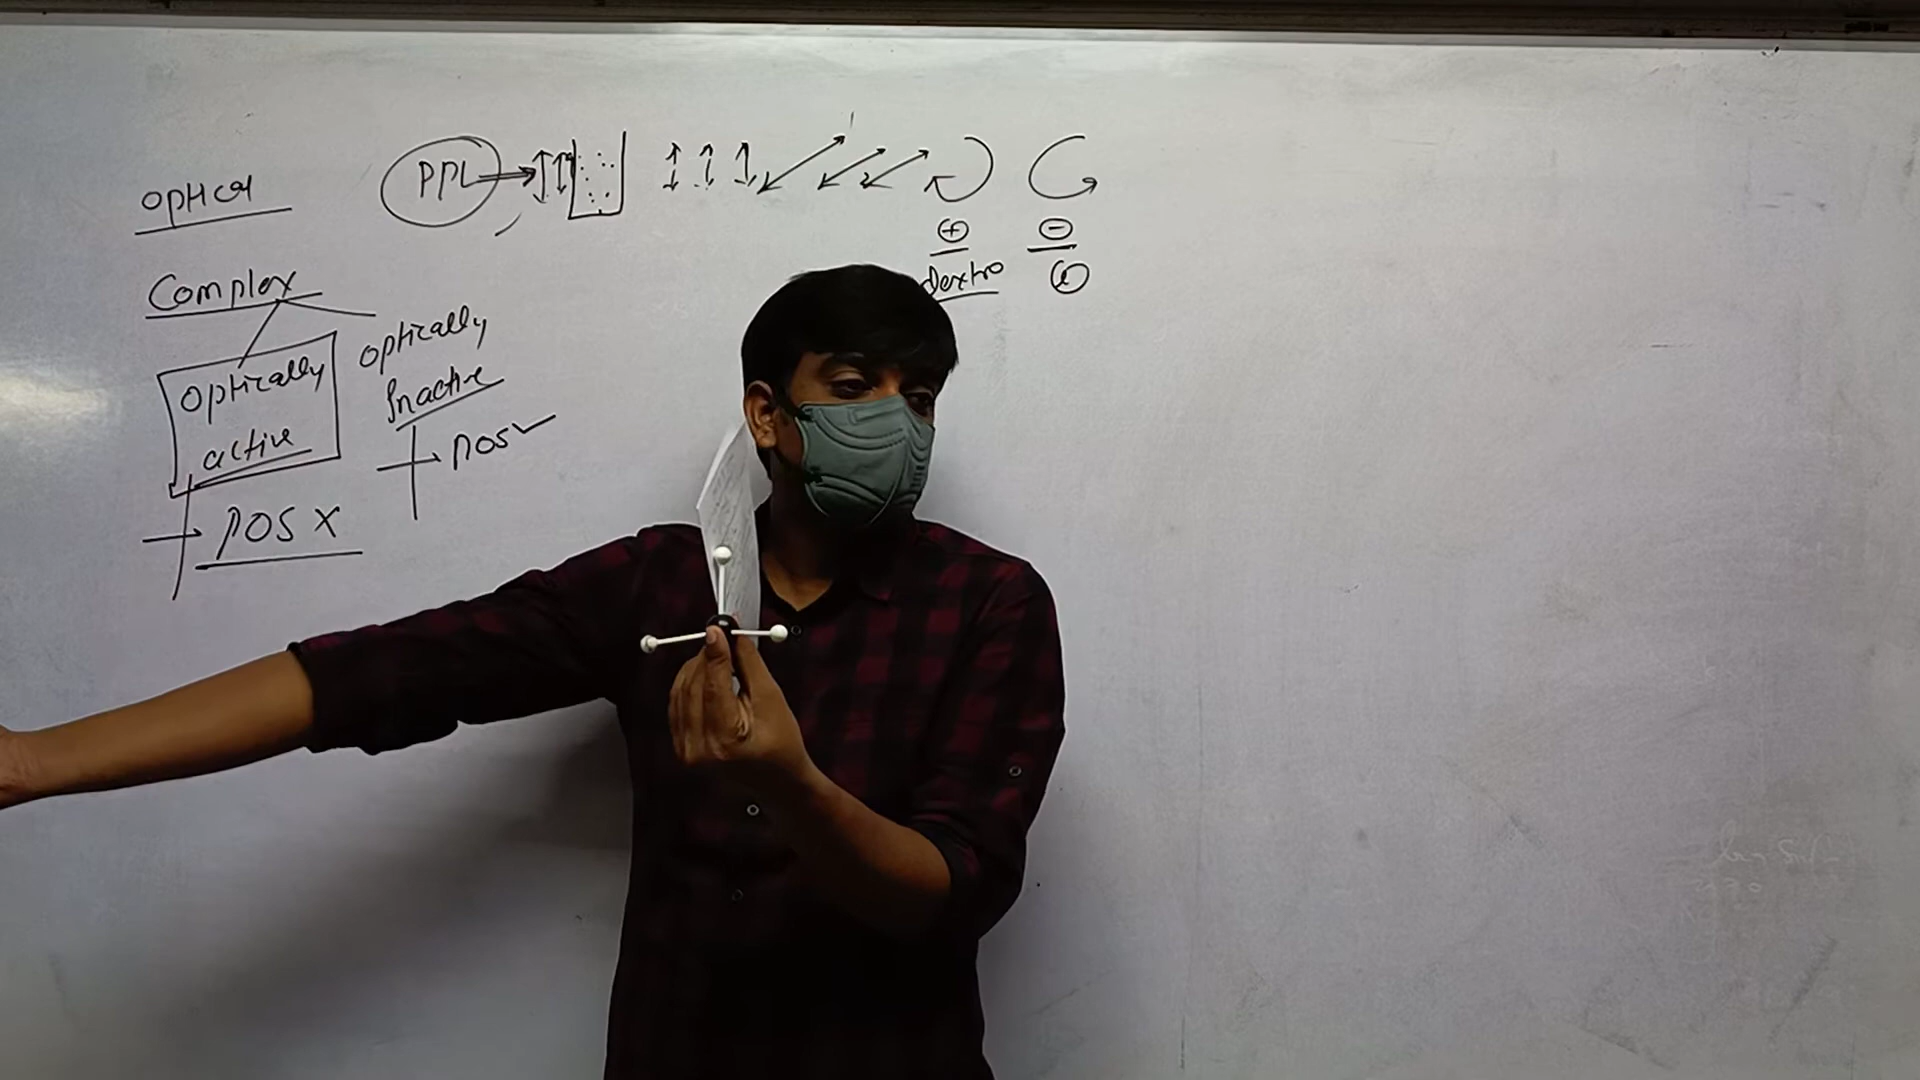 optical PPL
⊕ ⊖
Dextro (l)
Complex
optically
active
optically
Inactive
POS ✓
POS X